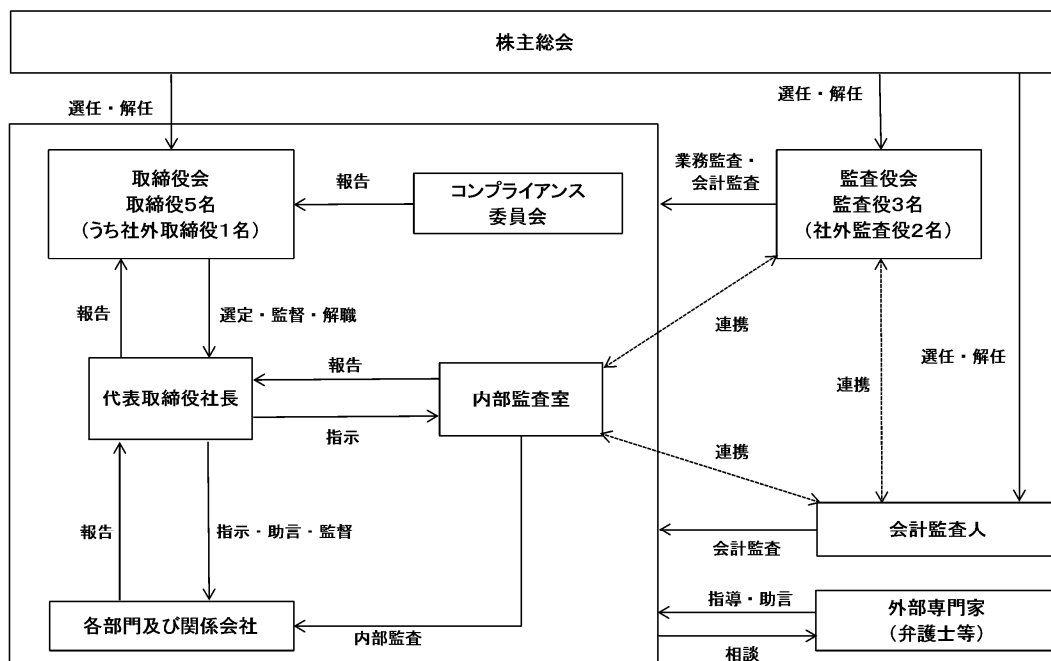 株主総会
選任・解任
選任・解任
取締役会
取締役5名
（うち社外取締役1名）
報告
コンプライアンス
委員会
業務監査・
会計監査
監査役会
監査役3名
（社外監査役2名）
報告
選定・監督・解職
連携
選任・解任
連携
代表取締役社長
報告
指示
内部監査室
連携
報告
指示・助言・監督
会計監査
会計監査人
各部門及び関係会社
内部監査
指導・助言
相談
外部専門家
（弁護士等）